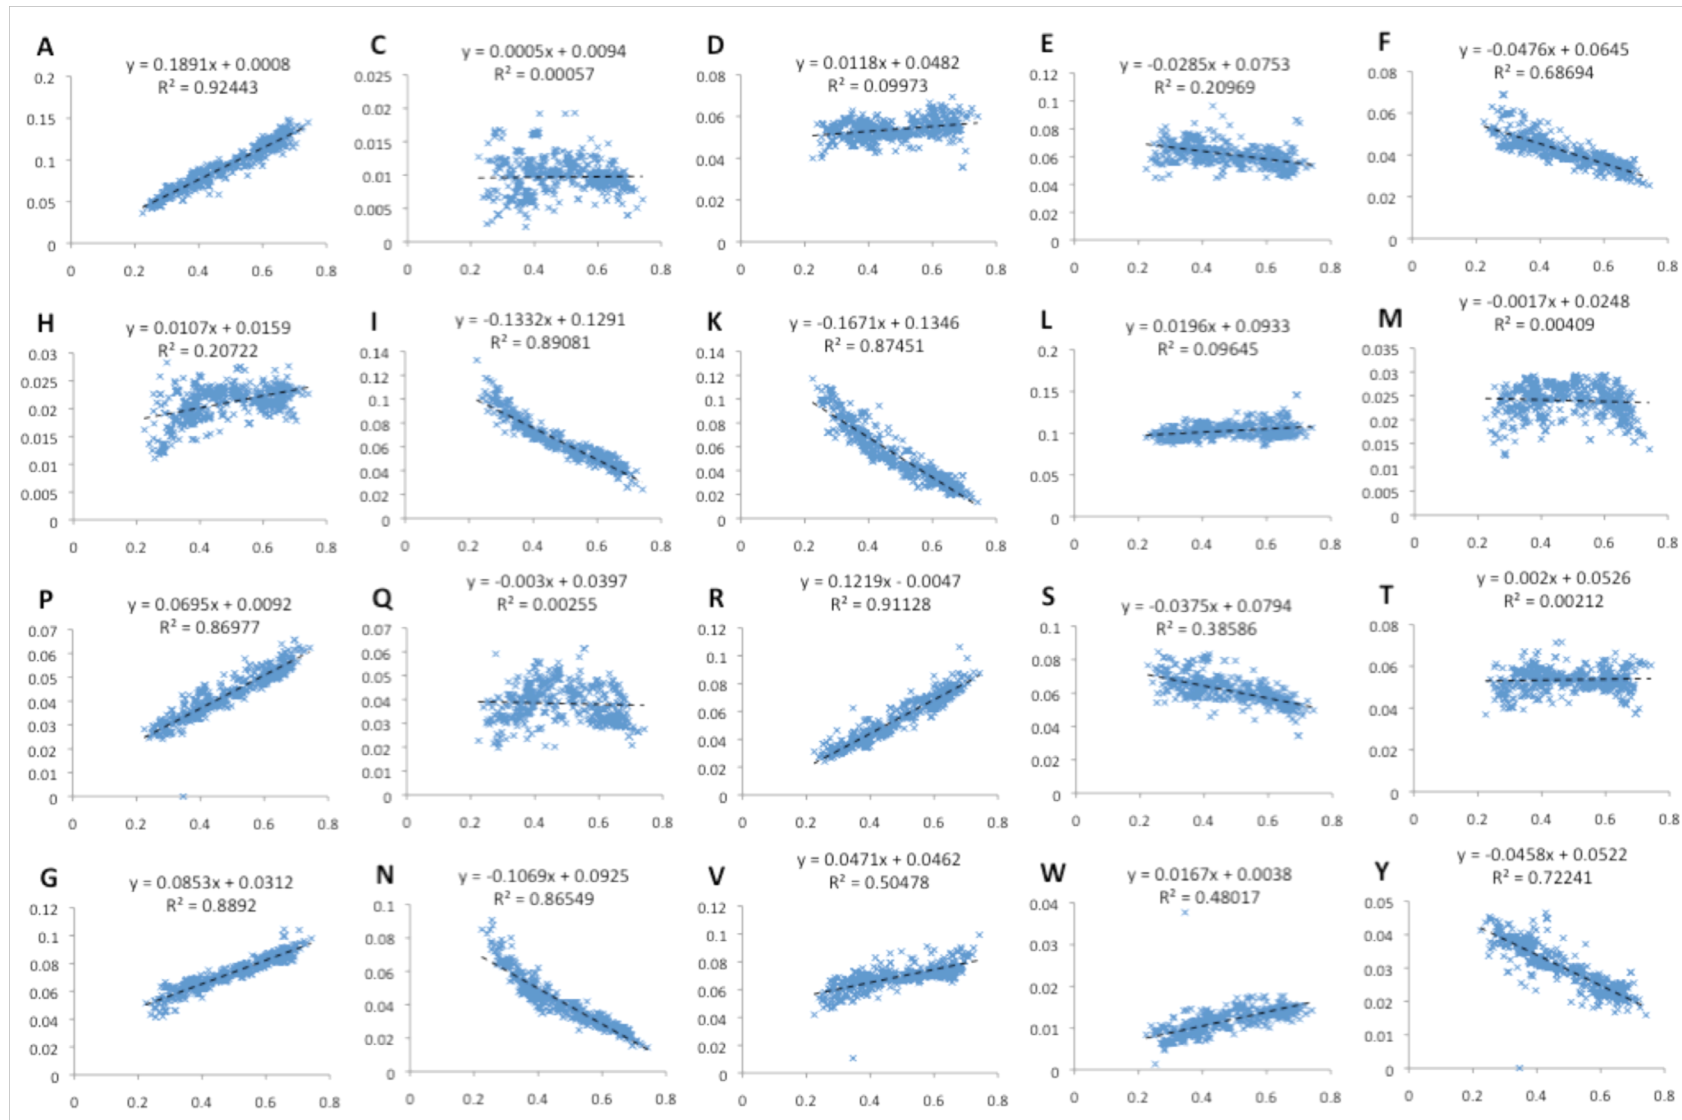 A
y = 0.1891x + 0.0008
R² = 0.92443
0.2
0.15
0.1
0.05
0
0 0.2 0.4 0.6 0.8
C
y = 0.0005x + 0.0094
R² = 0.00057
0.025
0.02
0.015
0.01
0.005
0
0 0.2 0.4 0.6 0.8
D
y = 0.0118x + 0.0482
R² = 0.09973
0.08
0.06
0.04
0.02
0
0 0.2 0.4 0.6 0.8
E
y = -0.0285x + 0.0753
R² = 0.20969
0.12
0.1
0.08
0.06
0.04
0.02
0
0 0.2 0.4 0.6 0.8
F
y = -0.0476x + 0.0645
R² = 0.68694
0.08
0.06
0.04
0.02
0
0 0.2 0.4 0.6 0.8
H
y = 0.0107x + 0.0159
R² = 0.20722
0.03
0.025
0.02
0.015
0.01
0.005
0
0 0.2 0.4 0.6 0.8
I
y = -0.1332x + 0.1291
R² = 0.89081
0.14
0.12
0.1
0.08
0.06
0.04
0.02
0
0 0.2 0.4 0.6 0.8
K
y = -0.1671x + 0.1346
R² = 0.87451
0.14
0.12
0.1
0.08
0.06
0.04
0.02
0
0 0.2 0.4 0.6 0.8
L
y = 0.0196x + 0.0933
R² = 0.09645
0.2
0.15
0.1
0.05
0
0 0.2 0.4 0.6 0.8
M
y = -0.0017x + 0.0248
R² = 0.00409
0.035
0.03
0.025
0.02
0.015
0.01
0.005
0
0 0.2 0.4 0.6 0.8
P
y = 0.0695x + 0.0092
R² = 0.86977
0.07
0.06
0.05
0.04
0.03
0.02
0.01
0
0 0.2 0.4 0.6 0.8
Q
y = -0.003x + 0.0397
R² = 0.00255
0.07
0.06
0.05
0.04
0.03
0.02
0.01
0
0 0.2 0.4 0.6 0.8
R
y = 0.1219x - 0.0047
R² = 0.91128
0.12
0.1
0.08
0.06
0.04
0.02
0
0 0.2 0.4 0.6 0.8
S
y = -0.0375x + 0.0794
R² = 0.38586
0.1
0.08
0.06
0.04
0.02
0
0 0.2 0.4 0.6 0.8
T
y = 0.002x + 0.0526
R² = 0.00212
0.08
0.06
0.04
0.02
0
0 0.2 0.4 0.6 0.8
G
y = 0.0853x + 0.0312
R² = 0.8892
0.12
0.1
0.08
0.06
0.04
0.02
0
0 0.2 0.4 0.6 0.8
N
y = -0.1069x + 0.0925
R² = 0.86549
0.1
0.08
0.06
0.04
0.02
0
0 0.2 0.4 0.6 0.8
V
y = 0.0471x + 0.0462
R² = 0.50478
0.12
0.1
0.08
0.06
0.04
0.02
0
0 0.2 0.4 0.6 0.8
W
y = 0.0167x + 0.0038
R² = 0.48017
0.04
0.03
0.02
0.01
0
0 0.2 0.4 0.6 0.8
Y
y = -0.0458x + 0.0522
R² = 0.72241
0.05
0.04
0.03
0.02
0.01
0
0 0.2 0.4 0.6 0.8